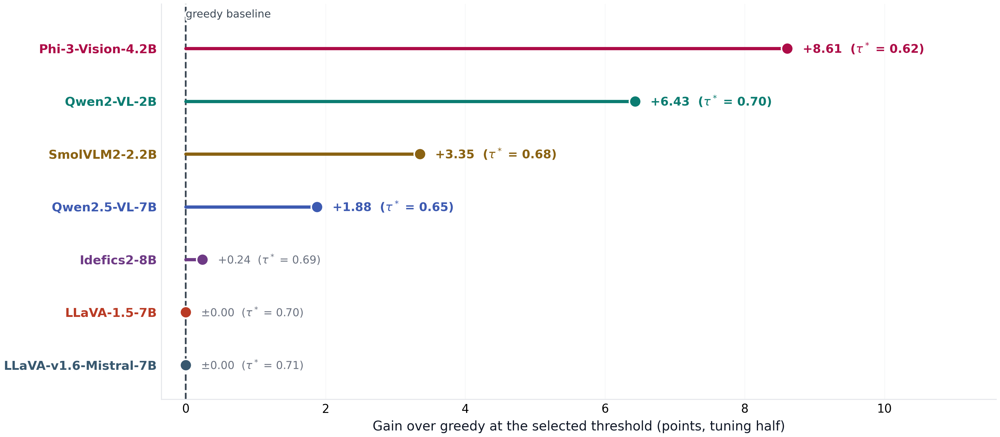 greedy baseline
Phi-3-Vision-4.2B +8.61 (τ* = 0.62)
Qwen2-VL-2B +6.43 (τ* = 0.70)
SmolVLM2-2.2B +3.35 (τ* = 0.68)
Qwen2.5-VL-7B +1.88 (τ* = 0.65)
Idefics2-8B +0.24 (τ* = 0.69)
LLaVA-1.5-7B ±0.00 (τ* = 0.70)
LLaVA-v1.6-Mistral-7B ±0.00 (τ* = 0.71)
0 2 4 6 8 10
Gain over greedy at the selected threshold (points, tuning half)